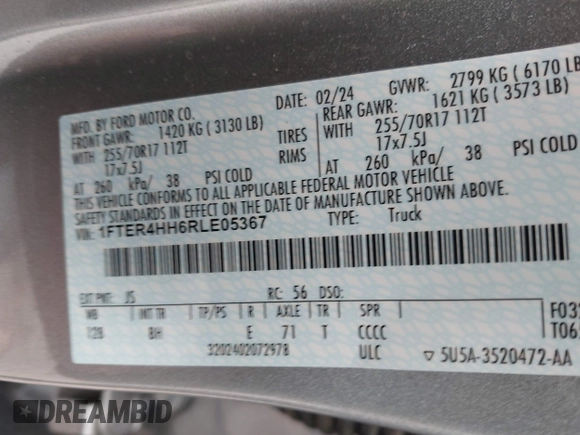 MFD. BY FORD MOTOR CO.
DATE: 02/24 GVWR: 2799 KG ( 6170 LB
FRONT GAWR: 1420 KG ( 3130 LB) REAR GAWR: 1621 KG ( 3573 LB)
WITH 255/70R17 112T TIRES WITH 255/70R17 112T
17x7.5J RIMS 17x7.5J
AT 260 kPa/ 38 PSI COLD AT 260 kPa/ 38 PSI COLD
THIS VEHICLE CONFORMS TO ALL APPLICABLE FEDERAL MOTOR VEHICLE
SAFETY STANDARDS IN EFFECT ON THE DATE OF MANUFACTURE SHOWN ABOVE.
VIN: 1FTER4HH6RLE05367 TYPE: Truck
EXT PNT: JS RC: 56 DSO:
WB INT TR TP/PS R AXLE TR SPR
128 BH E 71 T CCCC
3202402072978 ULC
F03
T06
▽ 5U5A-3520472-AA
DREAMBID